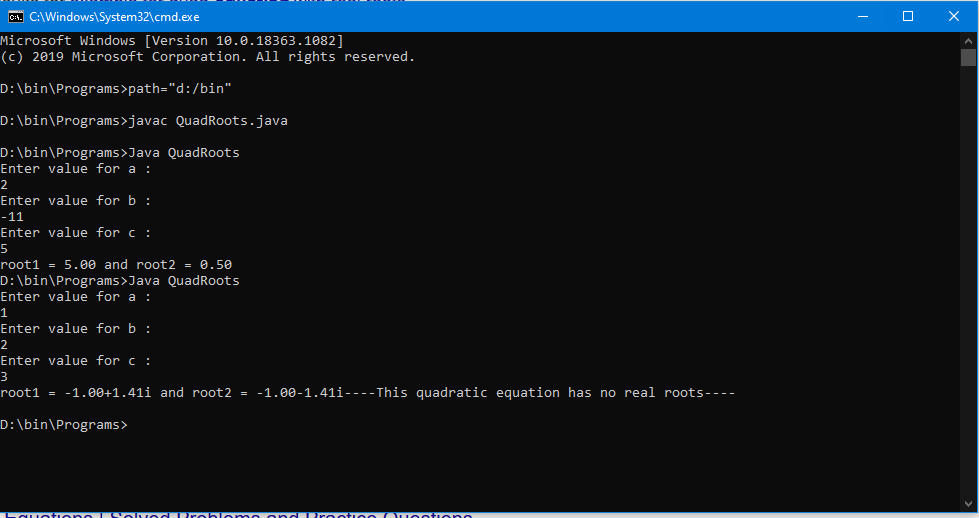 C:\Windows\System32\cmd.exe
Microsoft Windows [Version 10.0.18363.1082]
(c) 2019 Microsoft Corporation. All rights reserved.
D:\bin\Programs>path="d:/bin"
D:\bin\Programs>javac QuadRoots.java
D:\bin\Programs>Java QuadRoots
Enter value for a :
2
Enter value for b :
-11
Enter value for c :
5
root1 = 5.00 and root2 = 0.50
D:\bin\Programs>Java QuadRoots
Enter value for a :
1
Enter value for b :
2
Enter value for c :
3
root1 = -1.00+1.41i and root2 = -1.00-1.41i----This quadratic equation has no real roots----
D:\bin\Programs>
Equations | Solved Problems and Practice Questions